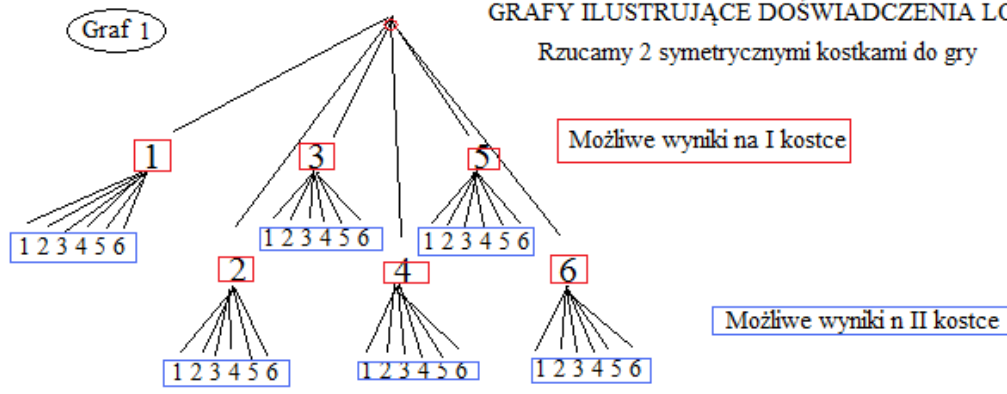 Graf 1
GRAFY ILUSTRUJĄCE DOŚWIADCZENIA
Rzucamy 2 symetrycznymi kostkami do gry
Możliwe wyniki na I kostce
1
3
5
1 2 3 4 5 6
1 2 3 4 5 6
1 2 3 4 5 6
2
4
6
Możliwe wyniki n II kostce
1 2 3 4 5 6
1 2 3 4 5 6
1 2 3 4 5 6